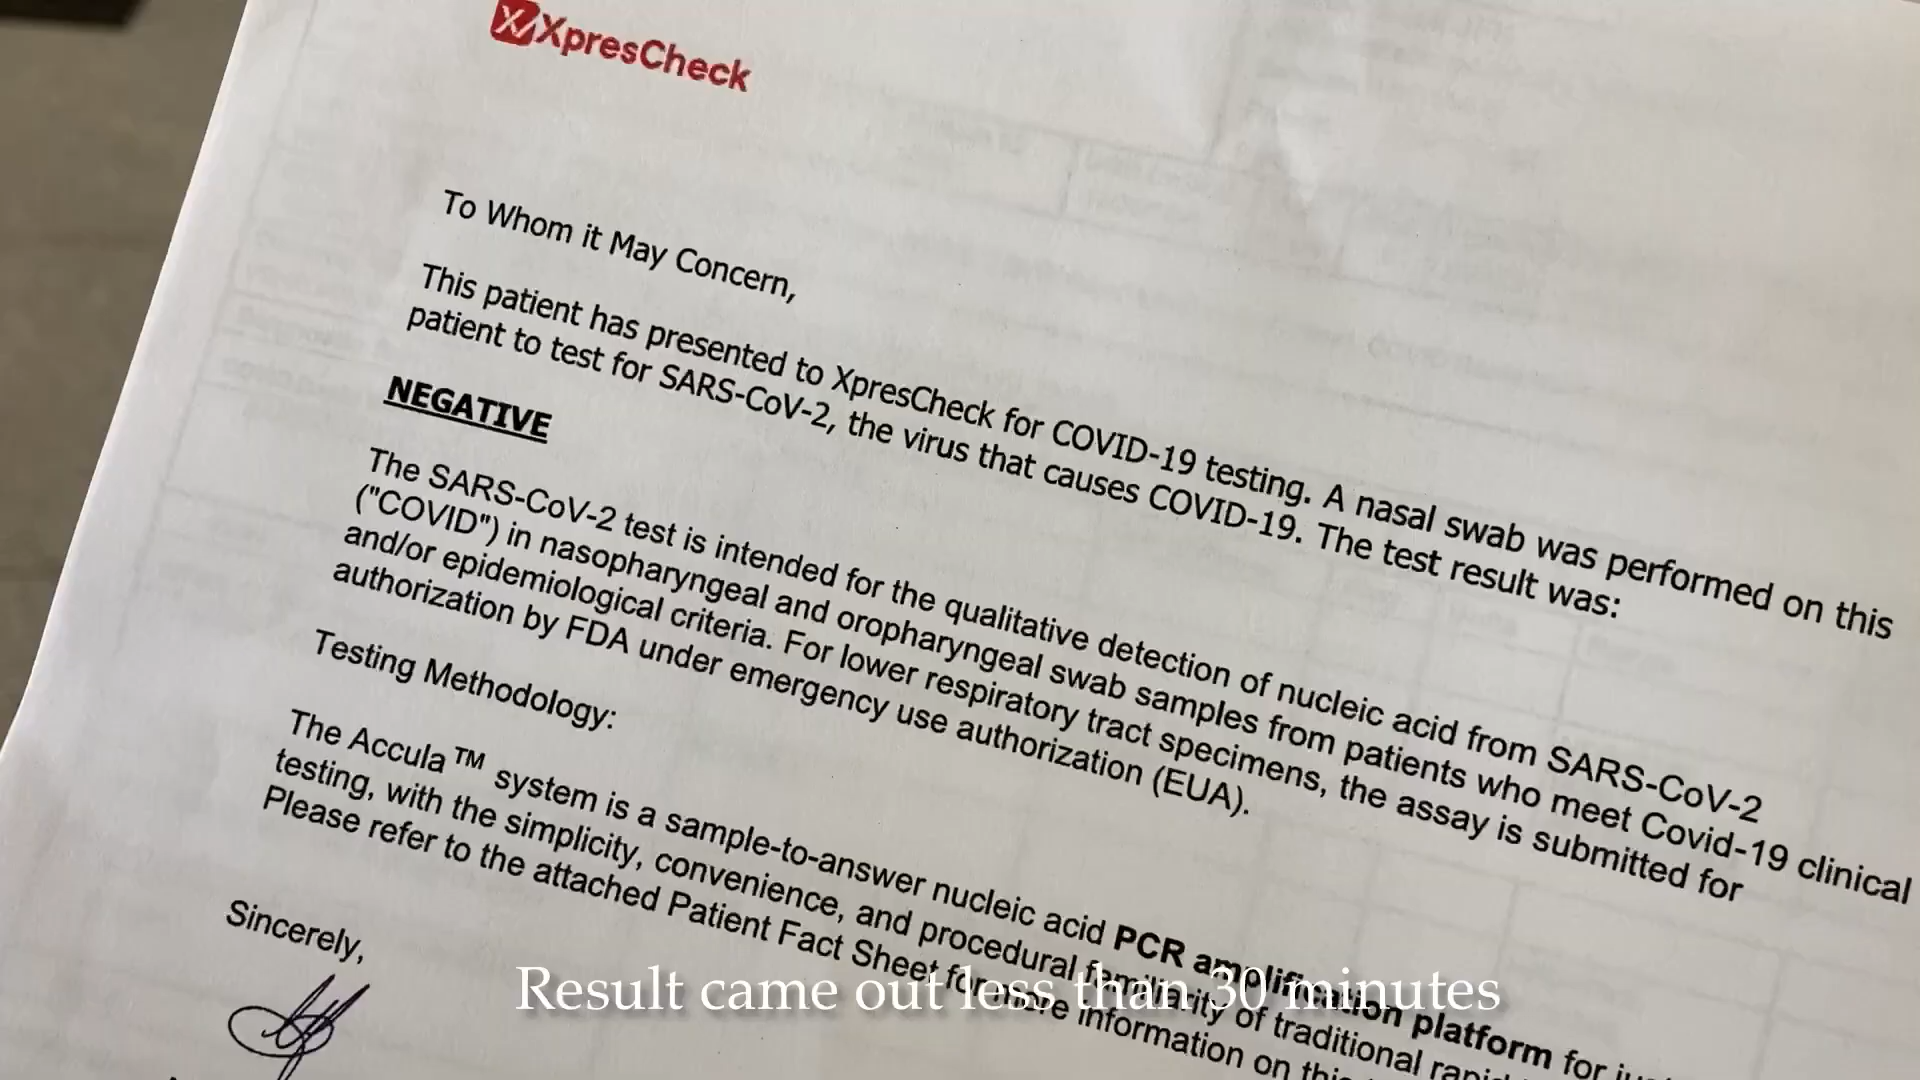 XpresCheck
To Whom it May Concern,
This patient has presented to XpresCheck for COVID-19 testing. A nasal swab was performed on this
patient to test for SARS-CoV-2, the virus that causes COVID-19. The test result was:
NEGATIVE
The SARS-CoV-2 test is intended for the qualitative detection of nucleic acid from SARS-CoV-2
("COVID") in nasopharyngeal and oropharyngeal swab samples from patients who meet Covid-19 clinical
and/or epidemiological criteria. For lower respiratory tract specimens, the assay is submitted for
authorization by FDA under emergency use authorization (EUA).
Testing Methodology:
The Accula™ system is a sample-to-answer nucleic acid PCR amplification platform for
testing, with the simplicity, convenience, and procedural familiarity of traditional
Please refer to the attached Patient Fact Sheet for more information on
Sincerely,
Result came out less than 30 minutes